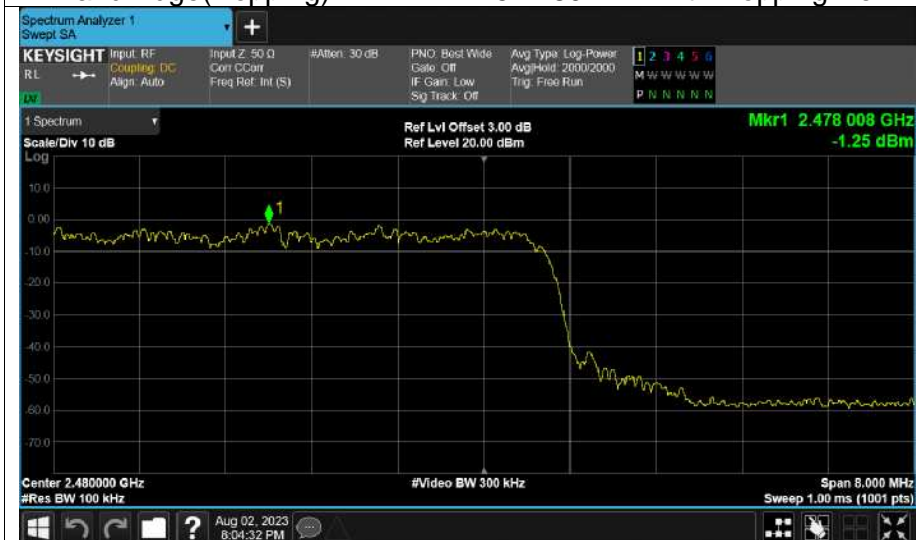 Spectrum Analyzer 1
Swept SA
+
KEYSIGHT Input: RF Input Z: 50 Ω #Atten: 30 dB PNO: Best Wide Avg Type: Log-Power 1 2 3 4 5 6
RL Coupling: DC Corr CCorr Gate: Off Avg|Hold: 2000/2000 M W W W W W
Align: Auto Freq Ref: Int (S) IF Gain: Low Trig: Free Run
Sig Track: Off P N N N N N
1 Spectrum Ref Lvl Offset 3.00 dB Mkr1 2.478 008 GHz
Scale/Div 10 dB Ref Level 20.00 dBm -1.25 dBm
Log
10.0
1
0.00
-10.0
-20.0
-30.0
-40.0
-50.0
-60.0
-70.0
Center 2.480000 GHz #Video BW 300 kHz Span 8.000 MHz
#Res BW 100 kHz Sweep 1.00 ms (1001 pts)
? Aug 02, 2023
8:04:32 PM